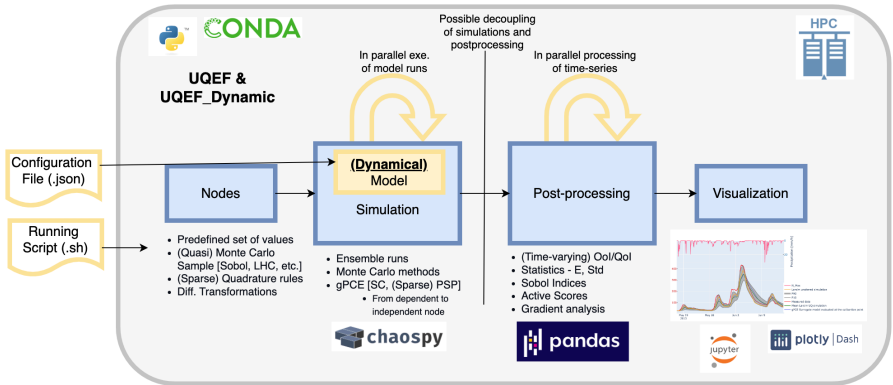 CONDA
Possible decoupling
of simulations and
postprocessing
HPC
UQEF &
UQEF_Dynamic
In parallel exe.
of model runs
In parallel processing
of time-series
Configuration
File (.json)
(Dynamical)
Model
Nodes
Simulation
Post-processing
Visualization
Running
Script (.sh)
• Predefined set of values
• (Quasi) Monte Carlo
Sample [Sobol, LHC, etc.]
• (Sparse) Quadrature rules
• Diff. Transformations
• Ensemble runs
• Monte Carlo methods
• gPCE [SC, (Sparse) PSP]
• From dependent to
independent node
• (Time-varying) QoI/QoI
• Statistics - E, Std
• Sobol Indices
• Active Scores
• Gradient analysis
chaospy
pandas
jupyter
plotly | Dash